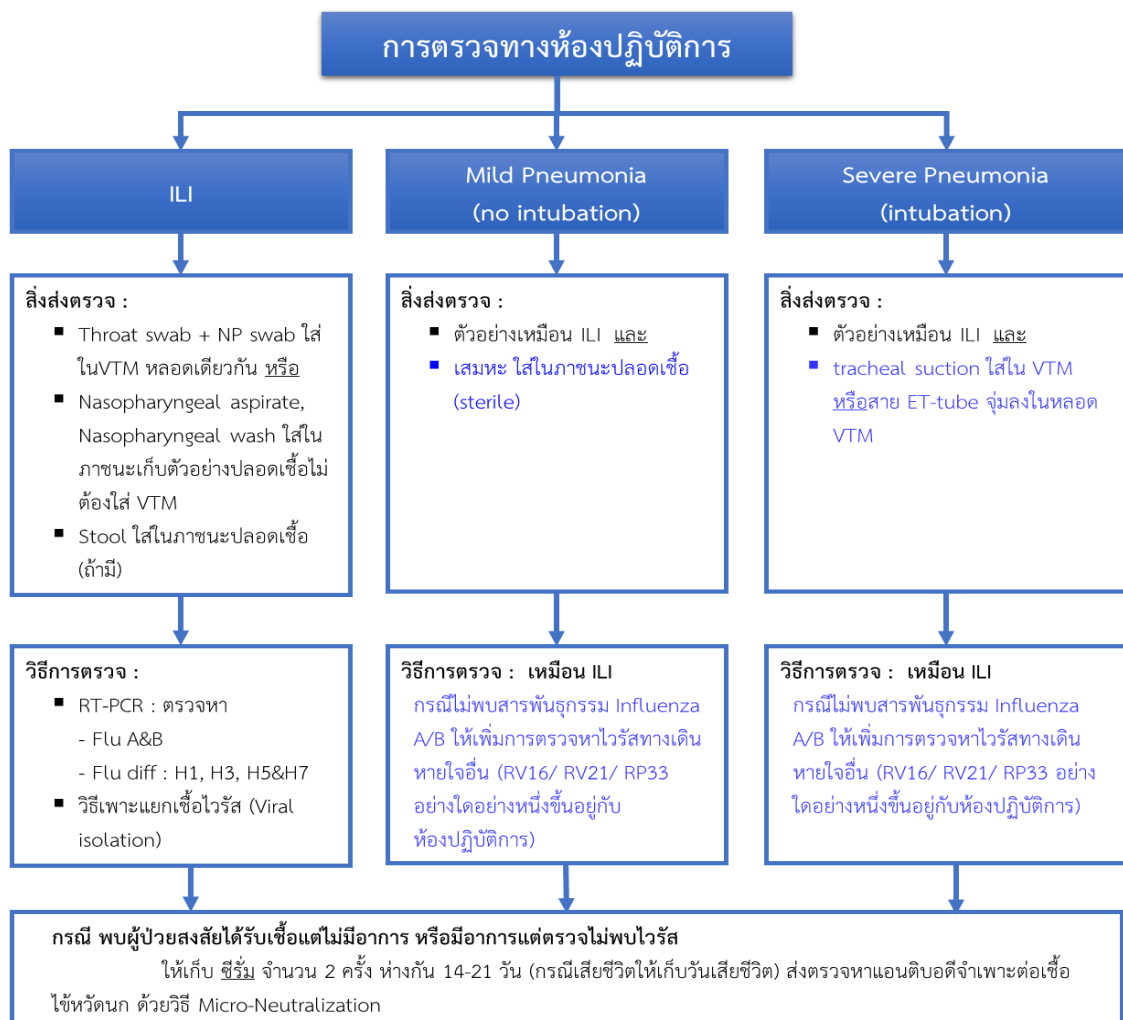 การตรวจทางห้องปฏิบัติการ
ILI
Mild Pneumonia
(no intubation)
Severe Pneumonia
(intubation)
สิ่งส่งตรวจ :
▪ Throat swab + NP swab ใส่
ในVTM หลอดเดียวกัน หรือ
▪ Nasopharyngeal aspirate,
Nasopharyngeal wash ใส่ใน
ภาชนะเก็บตัวอย่างปลอดเชื้อไม่
ต้องใส่ VTM
▪ Stool ใส่ในภาชนะปลอดเชื้อ
(ถ้ามี)
สิ่งส่งตรวจ :
▪ ตัวอย่างเหมือน ILI และ
▪ เสมหะ ใส่ในภาชนะปลอดเชื้อ
(sterile)
สิ่งส่งตรวจ :
▪ ตัวอย่างเหมือน ILI และ
▪ tracheal suction ใส่ใน VTM
หรือสาย ET-tube จุ่มลงในหลอด
VTM
วิธีการตรวจ :
▪ RT-PCR : ตรวจหา
- Flu A&B
- Flu diff : H1, H3, H5&H7
▪ วิธีเพาะแยกเชื้อไวรัส (Viral
isolation)
วิธีการตรวจ : เหมือน ILI
กรณีไม่พบสารพันธุกรรม Influenza
A/B ให้เพิ่มการตรวจหาไวรัสทางเดิน
หายใจอื่น (RV16/ RV21/ RP33
อย่างใดอย่างหนึ่งขึ้นอยู่กับ
ห้องปฏิบัติการ)
วิธีการตรวจ : เหมือน ILI
กรณีไม่พบสารพันธุกรรม Influenza
A/B ให้เพิ่มการตรวจหาไวรัสทางเดิน
หายใจอื่น (RV16/ RV21/ RP33 อย่าง
ใดอย่างหนึ่งขึ้นอยู่กับห้องปฏิบัติการ)
กรณี พบผู้ป่วยสงสัยได้รับเชื้อแต่ไม่มีอาการ หรือมีอาการแต่ตรวจไม่พบไวรัส
ให้เก็บ ซีรั่ม จำนวน 2 ครั้ง ห่างกัน 14-21 วัน (กรณีเสียชีวิตให้เก็บวันเสียชีวิต) ส่งตรวจหาแอนติบอดีจำเพาะต่อเชื้อ
ไข้หวัดนก ด้วยวิธี Micro-Neutralization